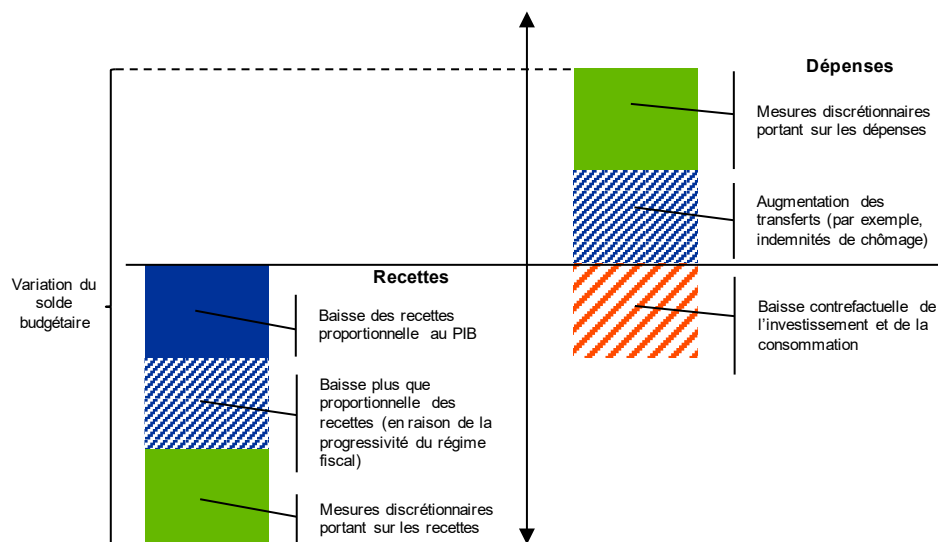 Dépenses
Mesures discrétionnaires
portant sur les dépenses
Augmentation des
transferts (par exemple,
indemnités de chômage)
Variation du
solde
budgétaire
Recettes
Baisse des recettes
proportionnelle au PIB
Baisse plus que
proportionnelle des
recettes (en raison de la
progressivité du régime
fiscal)
Mesures discrétionnaires
portant sur les recettes
Baisse contrefactuelle de
l'investissement et de la
consommation